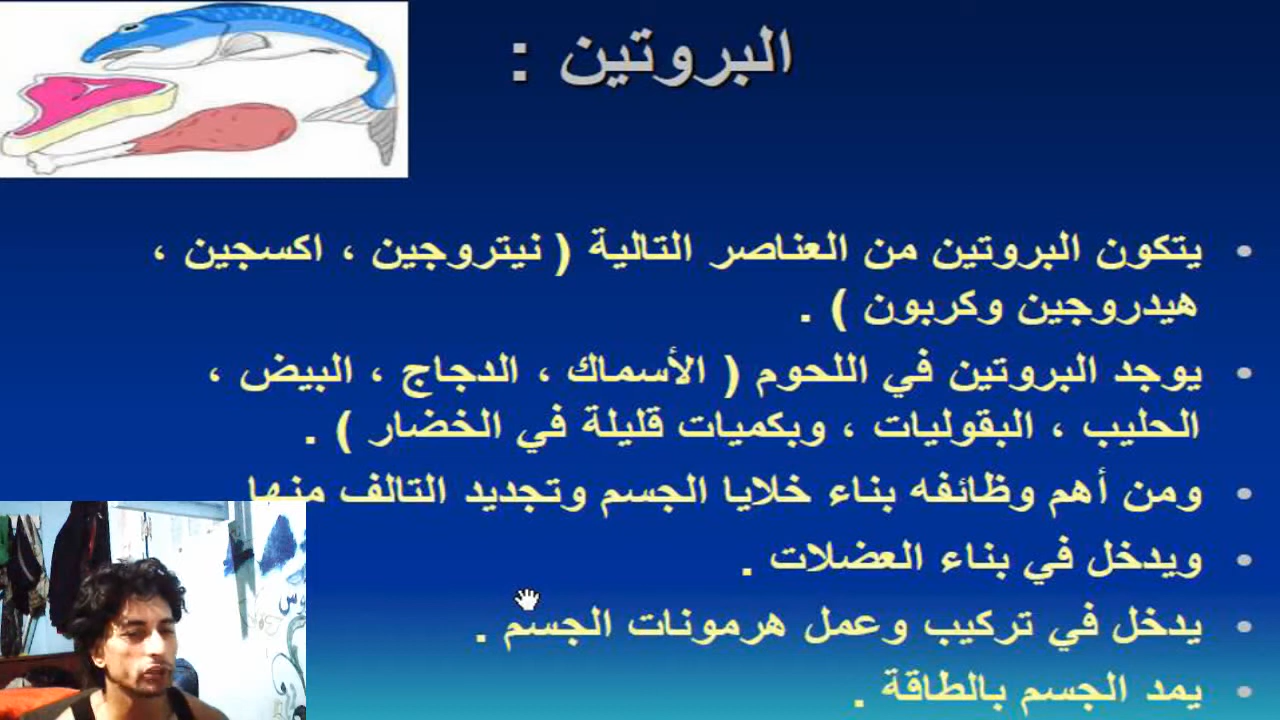 البروتين :
يتكون البروتين من العناصر التالية ( نيتروجين ، اكسجين ،
هيدروجين وكربون ) .
يوجد البروتين في اللحوم ( الأسماك ، الدجاج ، البيض ،
الحليب ، البقوليات ، وبكميات قليلة في الخضار ) .
ومن أهم وظائفه بناء خلايا الجسم وتجديد التالف منها
ويدخل في بناء العضلات .
يدخل في تركيب وعمل هرمونات الجسم .
يمد الجسم بالطاقة .